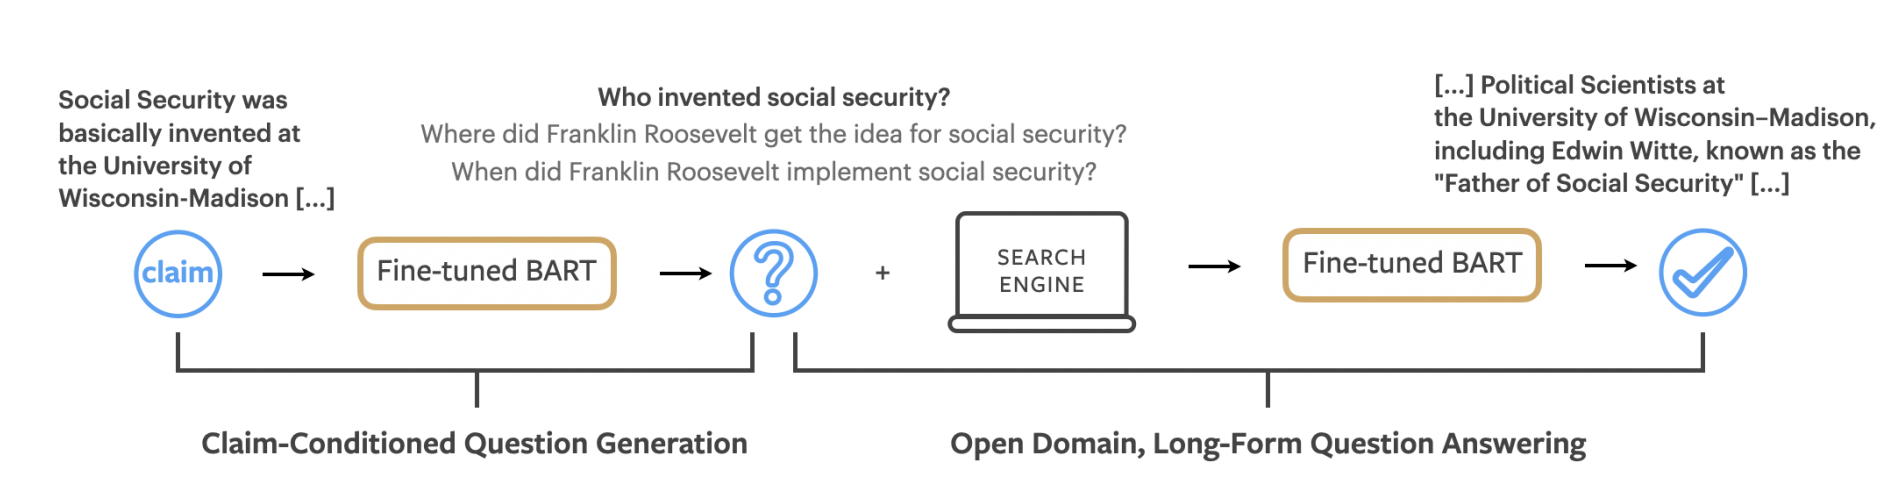 Social Security was
basically invented at
the University of
Wisconsin-Madison [...]
Who invented social security?
Where did Franklin Roosevelt get the idea for social security?
When did Franklin Roosevelt implement social security?
[...] Political Scientists at
the University of Wisconsin–Madison,
including Edwin Witte, known as the
"Father of Social Security" [...]
claim
Fine-tuned BART
?
+
SEARCH
ENGINE
Fine-tuned BART
Claim-Conditioned Question Generation
Open Domain, Long-Form Question Answering